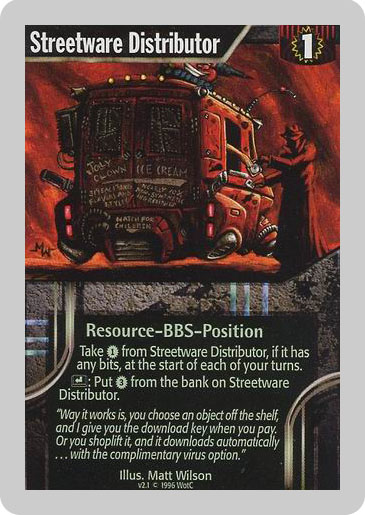 Streetware Distributor
1
JOLY CLOWN ICE CREAM
WATCH FOR
CHILDREN
MW
Resource-BBS-Position
Take 1 from Streetware Distributor, if it has
any bits, at the start of each of your turns.
: Put 3 from the bank on Streetware
Distributor.
"Way it works is, you choose an object off the shelf,
and I give you the download key when you pay.
Or you shoplift it, and it downloads automatically
. . . with the complimentary virus option."
Illus. Matt Wilson
v2.1 © 1996 WotC